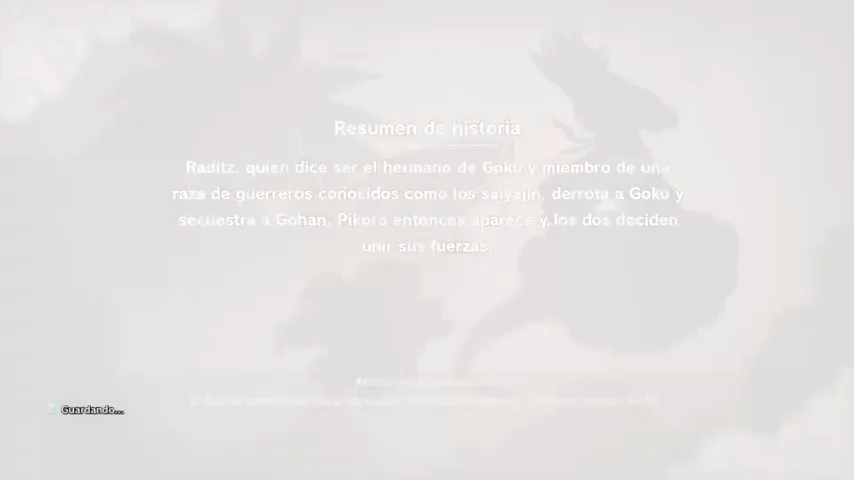 Resumen de historia
Raditz, quien dice ser el hermano de Goku y miembro de una
raza de guerreros conocidos como los saiyajin, derrota a Goku y
secuestra a Gohan. Pikoro entonces aparece y los dos deciden
unir sus fuerzas.
Guardando...